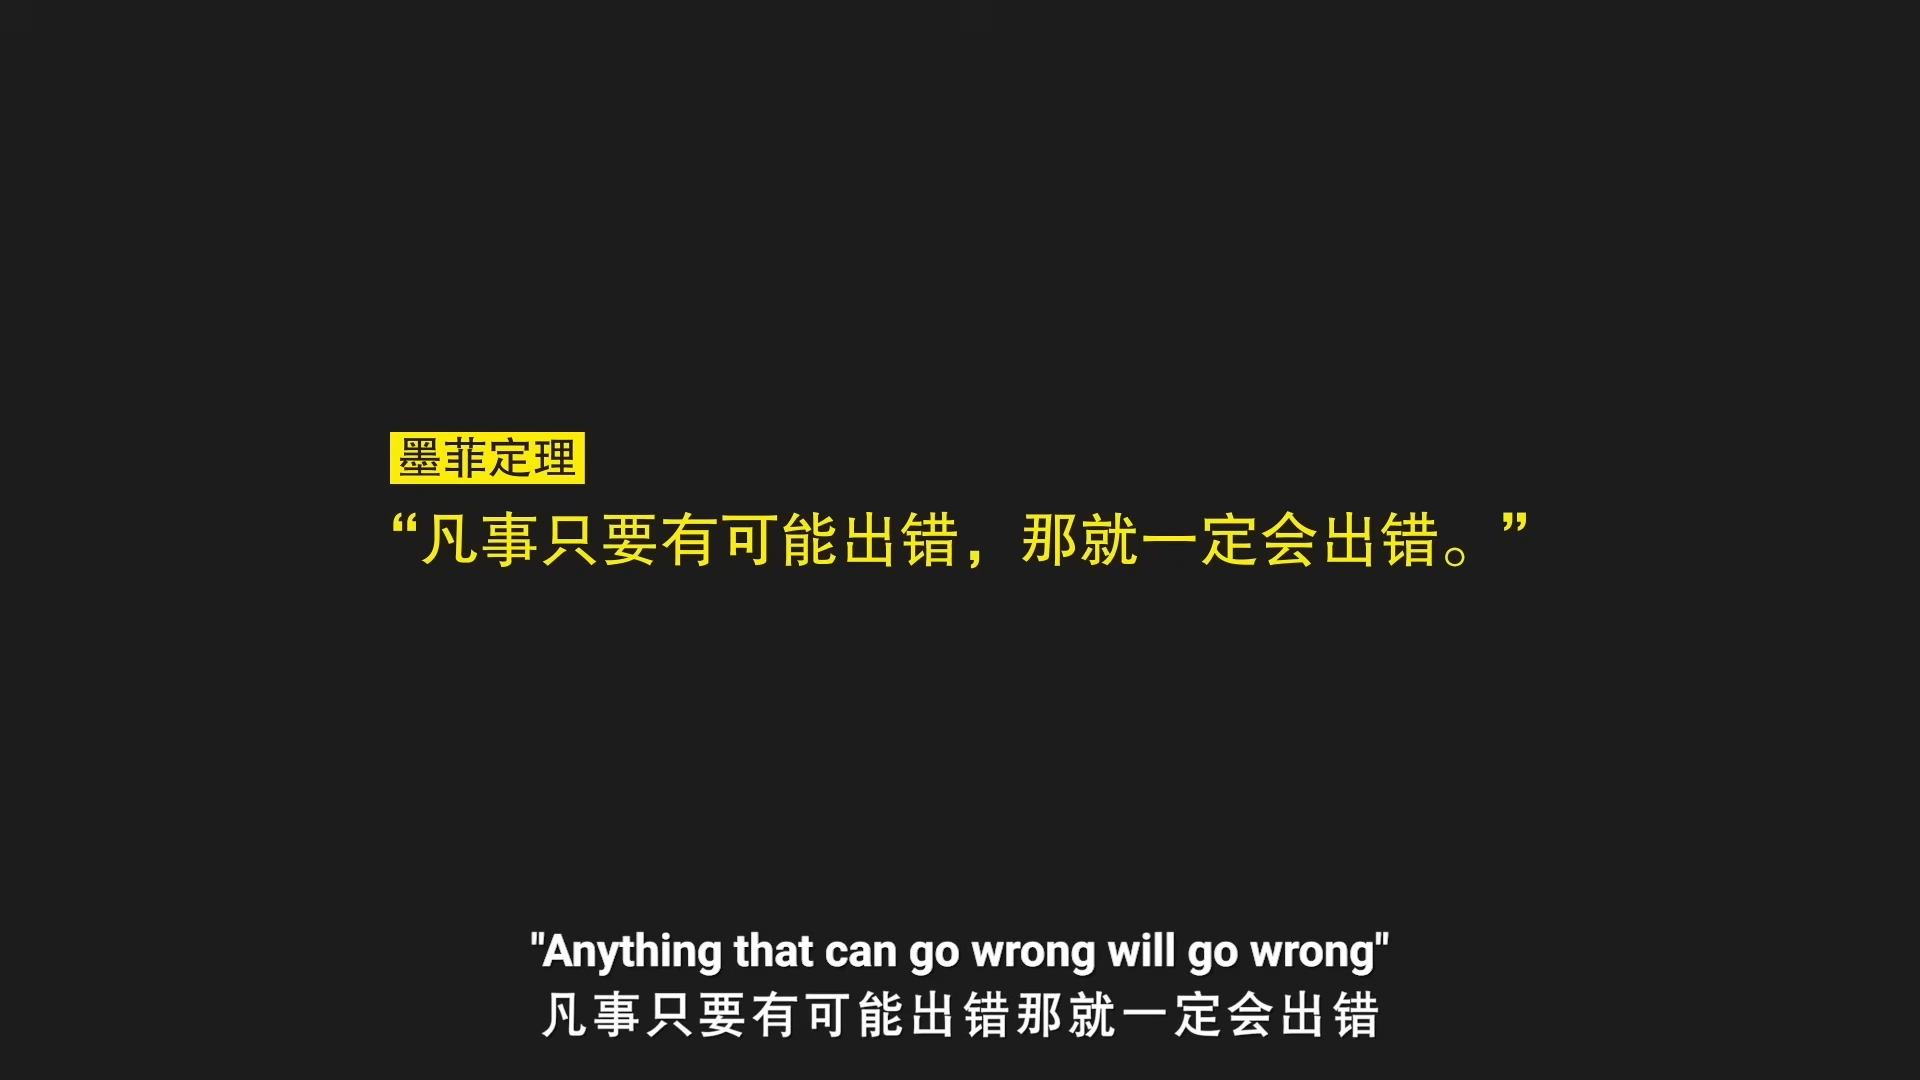 墨菲定理
“凡事只要有可能出错，那就一定会出错。”
"Anything that can go wrong will go wrong"
凡事只要有可能出错那就一定会出错